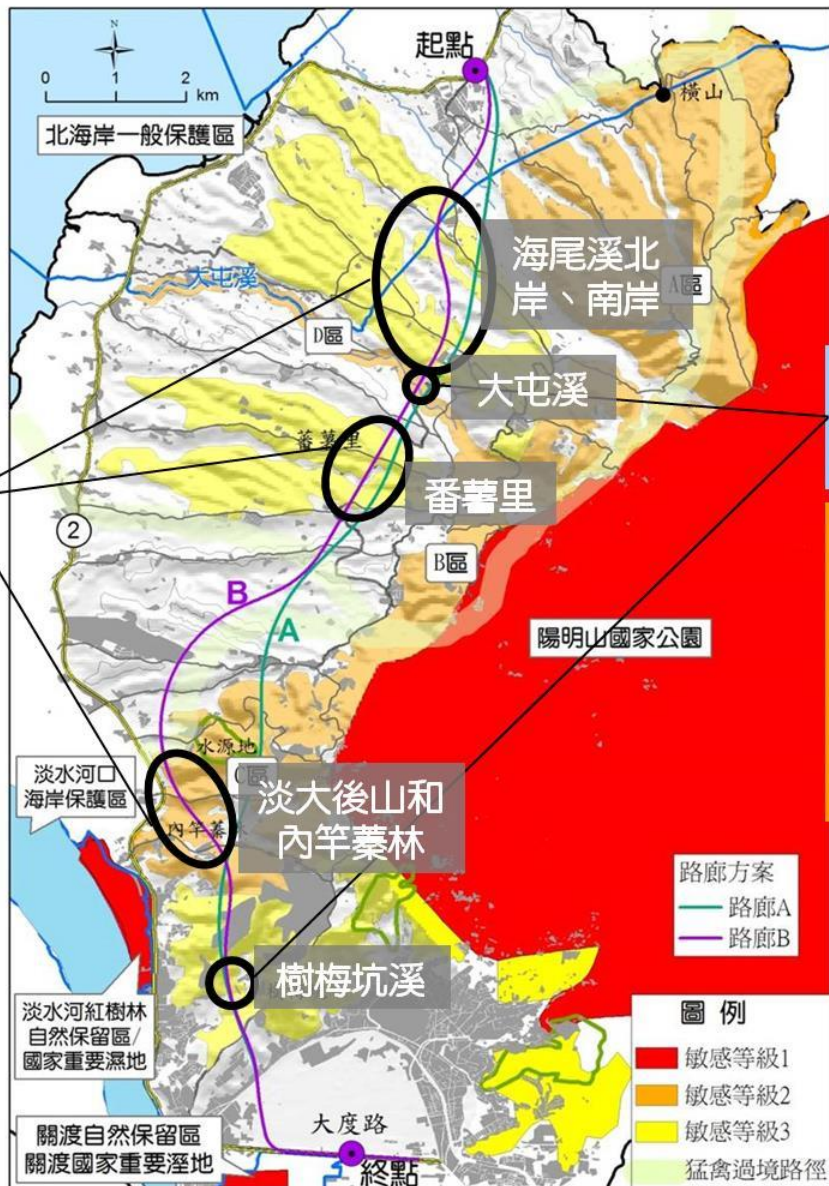 起點
0 1 2
km
橫山
北海岸一般保護區
海尾溪北
岸、南岸
A區
大屯溪
D區
大屯溪
蕃薯里
番薯里
2
B區
B
A
陽明山國家公園
水源地
淡水河口
海岸保護區
C區
淡大後山和
內竿蓁林
內竿蓁林
路廊方案
路廊A
路廊B
樹梅坑溪
淡水河紅樹林
自然保留區/
國家重要濕地
圖例
敏感等級1
敏感等級2
敏感等級3
猛禽過境路徑
大度路
關渡自然保留區
關渡國家重要溼地
終點